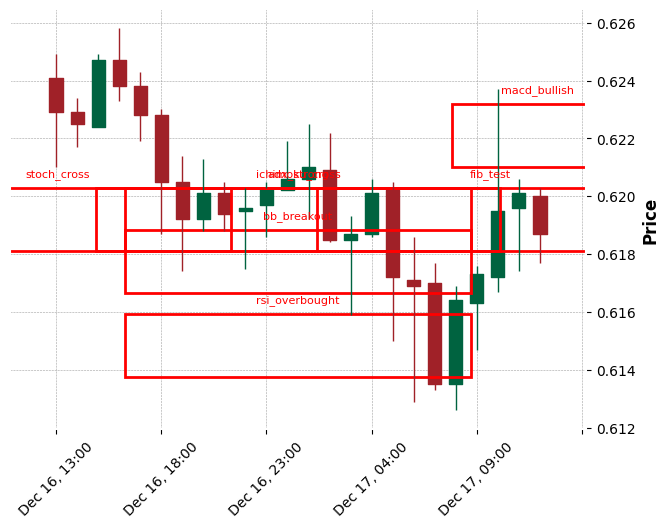 0.626
0.624
macd_bullish
0.622
stoch_cross
fib_test
0.620
bb_breakout
0.618
Price
0.616
rsi_overbought
0.614
0.612
Dec 16, 13:00
Dec 16, 18:00
Dec 16, 23:00
Dec 17, 04:00
Dec 17, 09:00